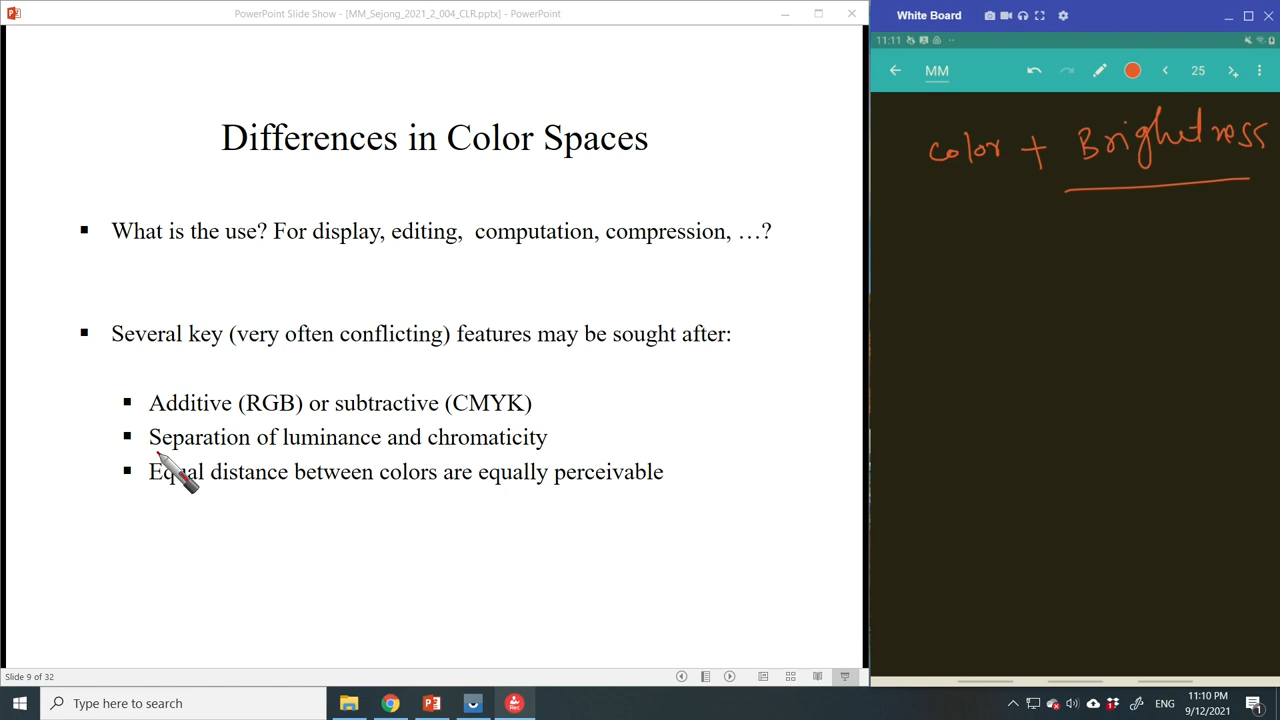 PowerPoint Slide Show - [MM_Sejong_2021_2_004_CLR.pptx] - PowerPoint
Differences in Color Spaces
▪ What is the use? For display, editing, computation, compression, …?
▪ Several key (very often conflicting) features may be sought after:
▪ Additive (RGB) or subtractive (CMYK)
▪ Separation of luminance and chromaticity
▪ Equal distance between colors are equally perceivable
Slide 9 of 32
White Board
11:11
MM
25
Color + Brightness
Type here to search
ENG
11:10 PM
9/12/2021
1